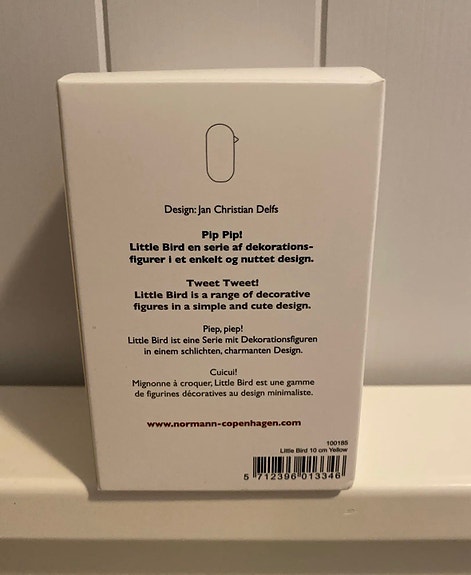 Design: Jan Christian Delfs
Pip Pip!
Little Bird en serie af dekorations-
figurer i et enkelt og nuttet design.
Tweet Tweet!
Little Bird is a range of decorative
figures in a simple and cute design.
Piep, piep!
Little Bird ist eine Serie mit Dekorationsfiguren
in einem schlichten, charmanten Design.
Cuicui!
Mignonne à croquer, Little Bird est une gamme
de figurines décoratives au design minimaliste.
www.normann-copenhagen.com
100185
Little Bird 10 cm Yellow
5 712396 013346